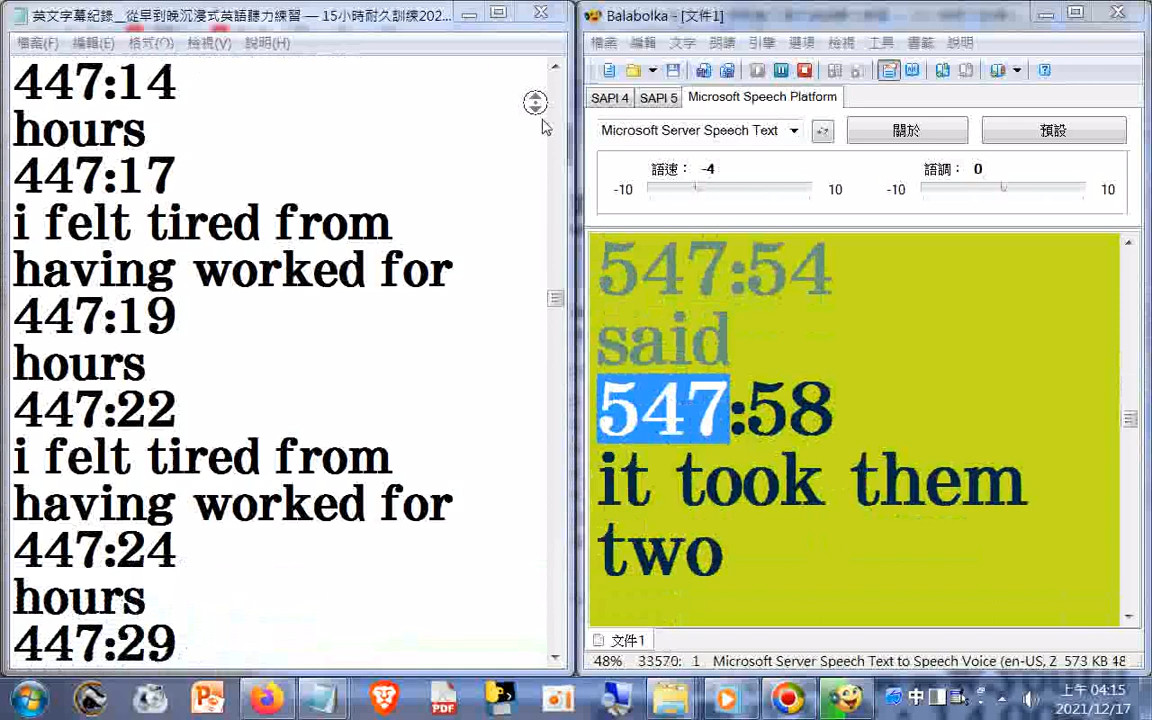 英文字幕紀錄__從早到晚沉浸式英語聽力練習 — 15小時耐久訓練202...
檔案(F) 編輯(E) 格式(O) 檢視(V) 說明(H)
447:14
hours
447:17
i felt tired from
having worked for
447:19
hours
447:22
i felt tired from
having worked for
447:24
hours
447:29
Balabolka - [文件1]
檔案 編輯 文字 朗讀 引擎 選項 檢視 工具 書籤 說明
SAPI 4 SAPI 5 Microsoft Speech Platform
Microsoft Server Speech Text 關於 預設
語速： -4 語調： 0
-10 10 -10 10
547:54
said
547:58
it took them
two
文件1
48% 33570: 1 Microsoft Server Speech Text to Speech Voice (en-US, 2 573 KB 48
PDF 中 上午 04:15
2021/12/17